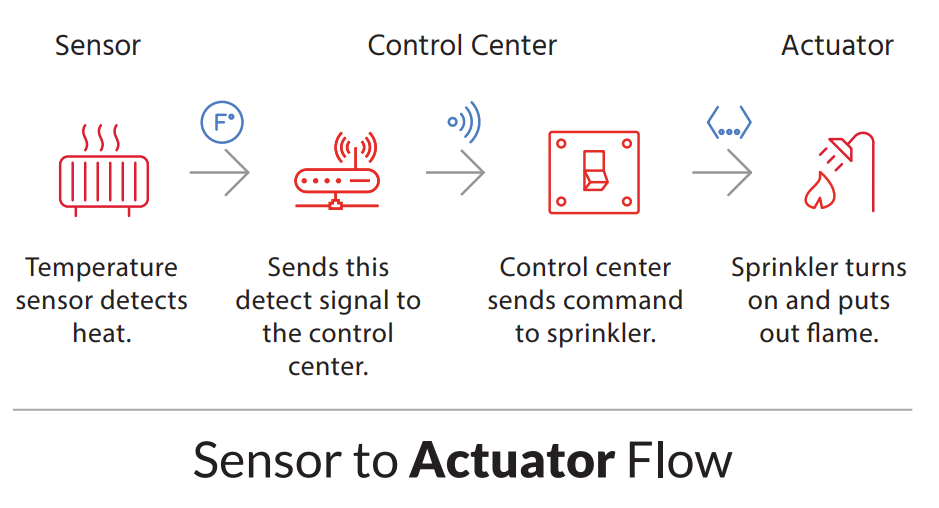 Sensor
Control Center
Actuator
F°
Temperature
sensor detects
heat.
Sends this
detect signal to
the control
center.
Control center
sends command
to sprinkler.
Sprinkler turns
on and puts
out flame.
Sensor to Actuator Flow